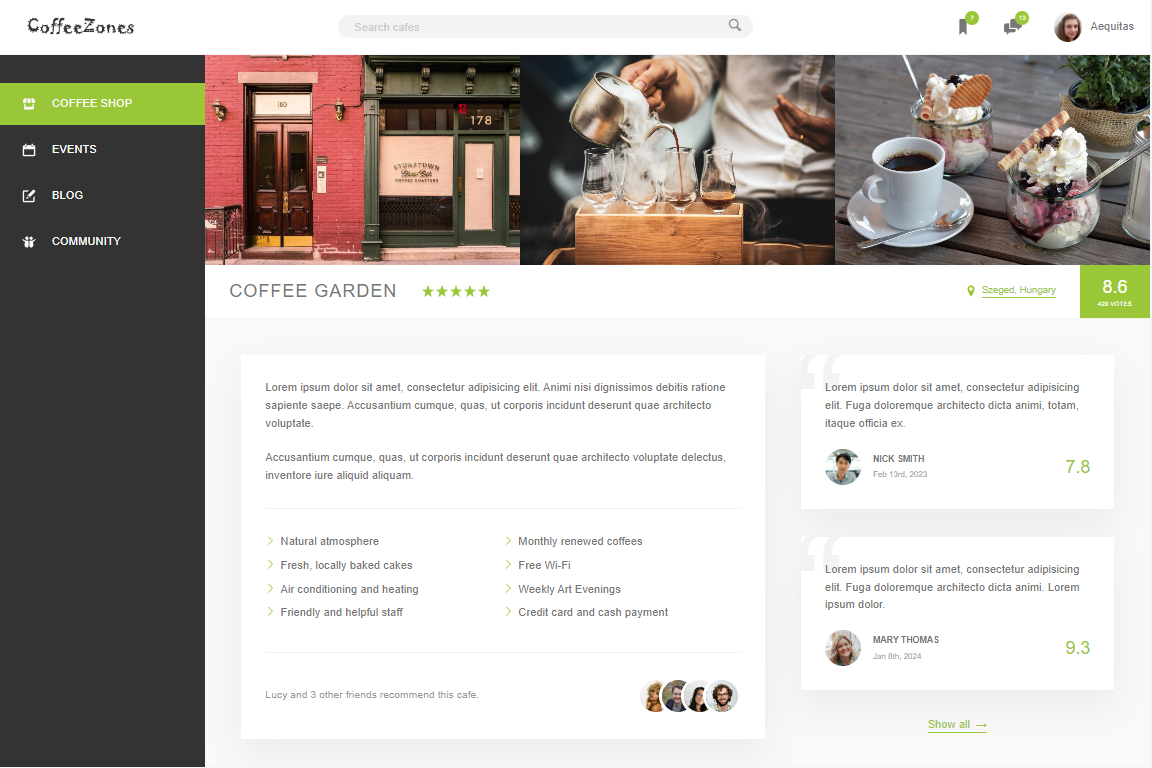 CoffeeZones
Search cafes
7
13
Aequitas
COFFEE SHOP
EVENTS
BLOG
COMMUNITY
180
178
STUMPTOWN
COFFEE ROASTERS
COFFEE GARDEN
Szeged, Hungary
8.6
429 VOTES
Lorem ipsum dolor sit amet, consectetur adipisicing elit. Animi nisi dignissimos debitis ratione
sapiente saepe. Accusantium cumque, quas, ut corporis incidunt deserunt quae architecto
voluptate.
Accusantium cumque, quas, ut corporis incidunt deserunt quae architecto voluptate delectus,
inventore iure aliquid aliquam.
Natural atmosphere
Fresh, locally baked cakes
Air conditioning and heating
Friendly and helpful staff
Monthly renewed coffees
Free Wi-Fi
Weekly Art Evenings
Credit card and cash payment
Lucy and 3 other friends recommend this cafe.
“
Lorem ipsum dolor sit amet, consectetur adipisicing
elit. Fuga doloremque architecto dicta animi, totam,
itaque officia ex.
NICK SMITH
Feb 13rd, 2023
7.8
“
Lorem ipsum dolor sit amet, consectetur adipisicing
elit. Fuga doloremque architecto dicta animi. Lorem
ipsum dolor.
MARY THOMAS
Jan 8th, 2024
9.3
Show all →